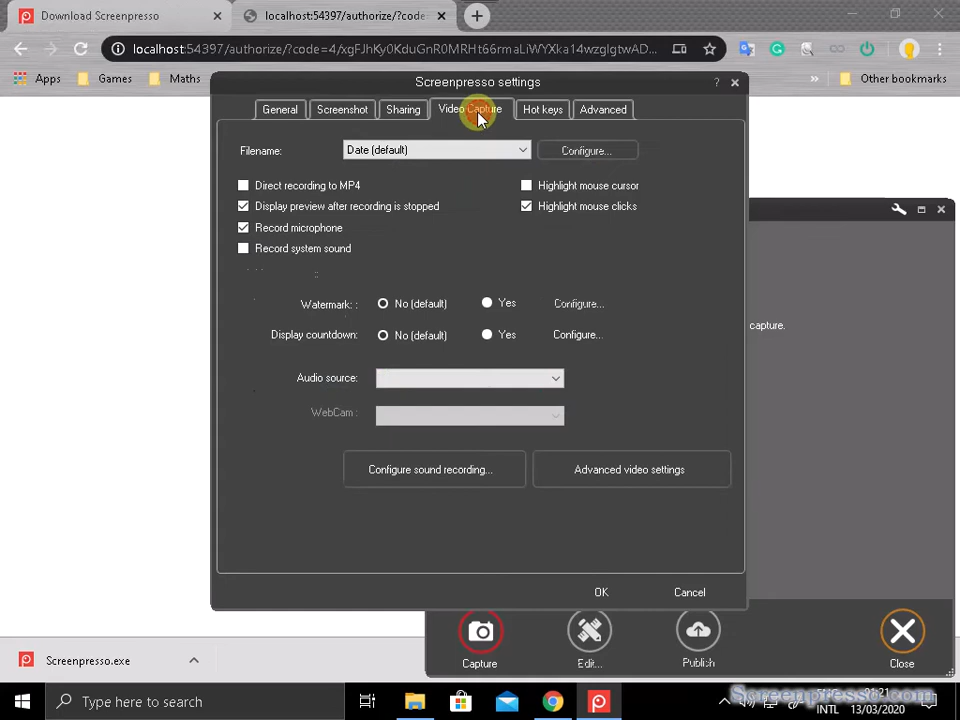 Download Screenpresso
localhost:54397/authorize/?code
localhost:54397/authorize/?code=4/xgFJhKy0KduGnR0MRHt66rmaLiWYXka14wzglgtwAD...
Apps
Games
Maths
»
Other bookmarks
Screenpresso settings
?
General
Screenshot
Sharing
Video Capture
Hot keys
Advanced
Filename:
Date (default)
Configure...
Direct recording to MP4
Highlight mouse cursor
Display preview after recording is stopped
Highlight mouse clicks
Record microphone
Record system sound
Watermark: :
No (default)
Yes
Configure...
Display countdown:
No (default)
Yes
Configure...
capture.
Audio source:
WebCam :
Configure sound recording...
Advanced video settings
OK
Cancel
Capture
Edit...
Publish
Close
Screenpresso.exe
Type here to search
Screenpresso.com
INTL
13/03/2020